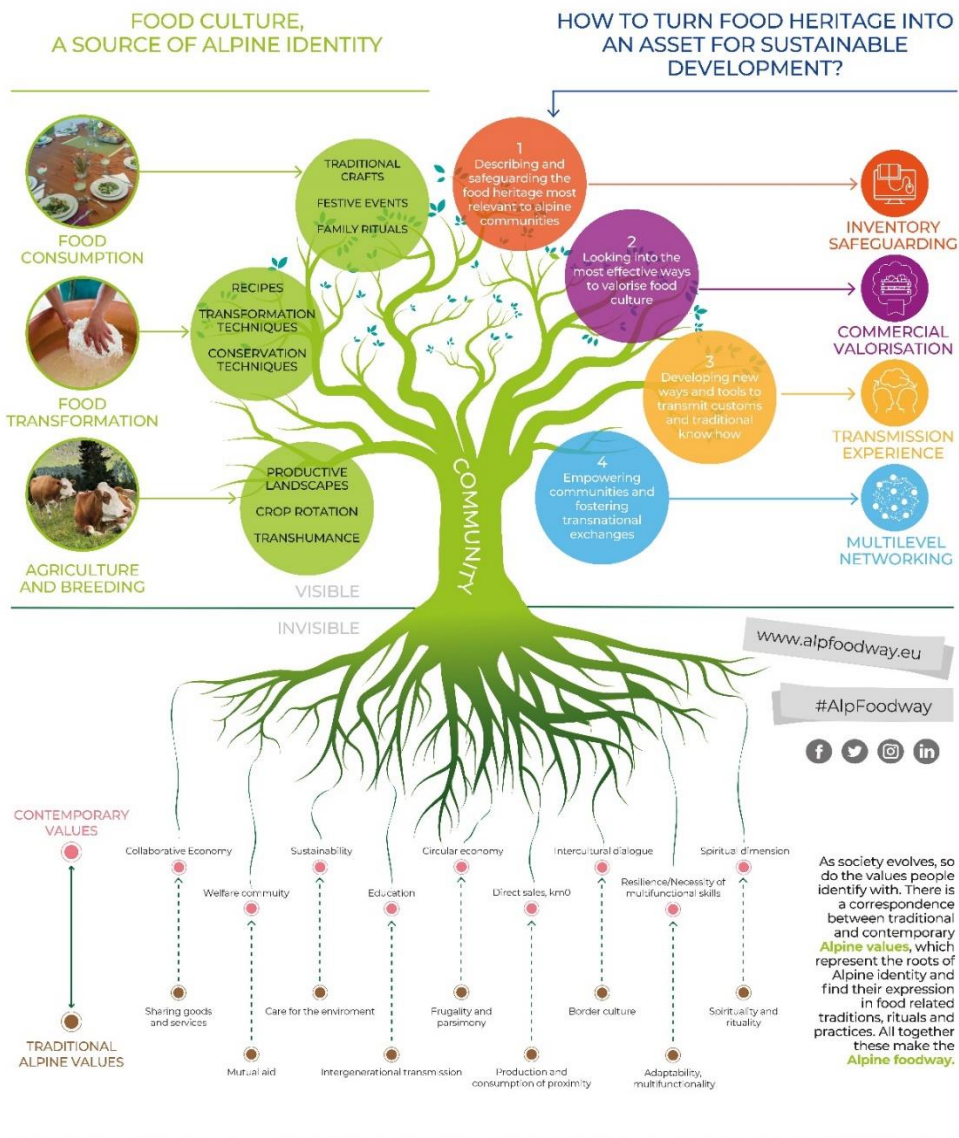 FOOD CULTURE,
A SOURCE OF ALPINE IDENTITY
HOW TO TURN FOOD HERITAGE INTO
AN ASSET FOR SUSTAINABLE
DEVELOPMENT?
FOOD
CONSUMPTION
TRADITIONAL
CRAFTS
FESTIVE EVENTS
FAMILY RITUALS
FOOD
TRANSFORMATION
RECIPES
TRANSFORMATION
TECHNIQUES
CONSERVATION
TECHNIQUES
AGRICULTURE
AND BREEDING
PRODUCTIVE
LANDSCAPES
CROP ROTATION
TRANSHUMANCE
1
Describing and
safeguarding the
food heritage most
relevant to alpine
communities
INVENTORY
SAFEGUARDING
2
Looking into the
most effective ways
to valorise food
culture
COMMERCIAL
VALORISATION
3
Developing new
ways and tools to
transmit customs
and traditional
know how
TRANSMISSION
EXPERIENCE
4
Empowering
communities and
fostering
transnational
exchanges
MULTILEVEL
NETWORKING
COMMUNITY
VISIBLE
INVISIBLE
www.alpfoodway.eu
#AlpFoodway
f in
CONTEMPORARY
VALUES
TRADITIONAL
ALPINE VALUES
Collaborative Economy
Sustainability
Circular economy
Intercultural dialogue
Spiritual dimension
Welfare commuity
Education
Direct sales, km0
Resilience/Necessity of
multifunctional skills
Sharing goods
and services
Care for the enviroment
Frugality and
parsimony
Border culture
Spirituality and
rituality
Mutual aid
Intergenerational transmission
Production and
consumption of proximity
Adaptability,
multifunctionality
As society evolves, so
do the values people
identify with. There is
a correspondence
between traditional
and contemporary
Alpine values, which
represent the roots of
Alpine identity and
find their expression
in food related
traditions, rituals and
practices. All together
these make the
Alpine foodway.